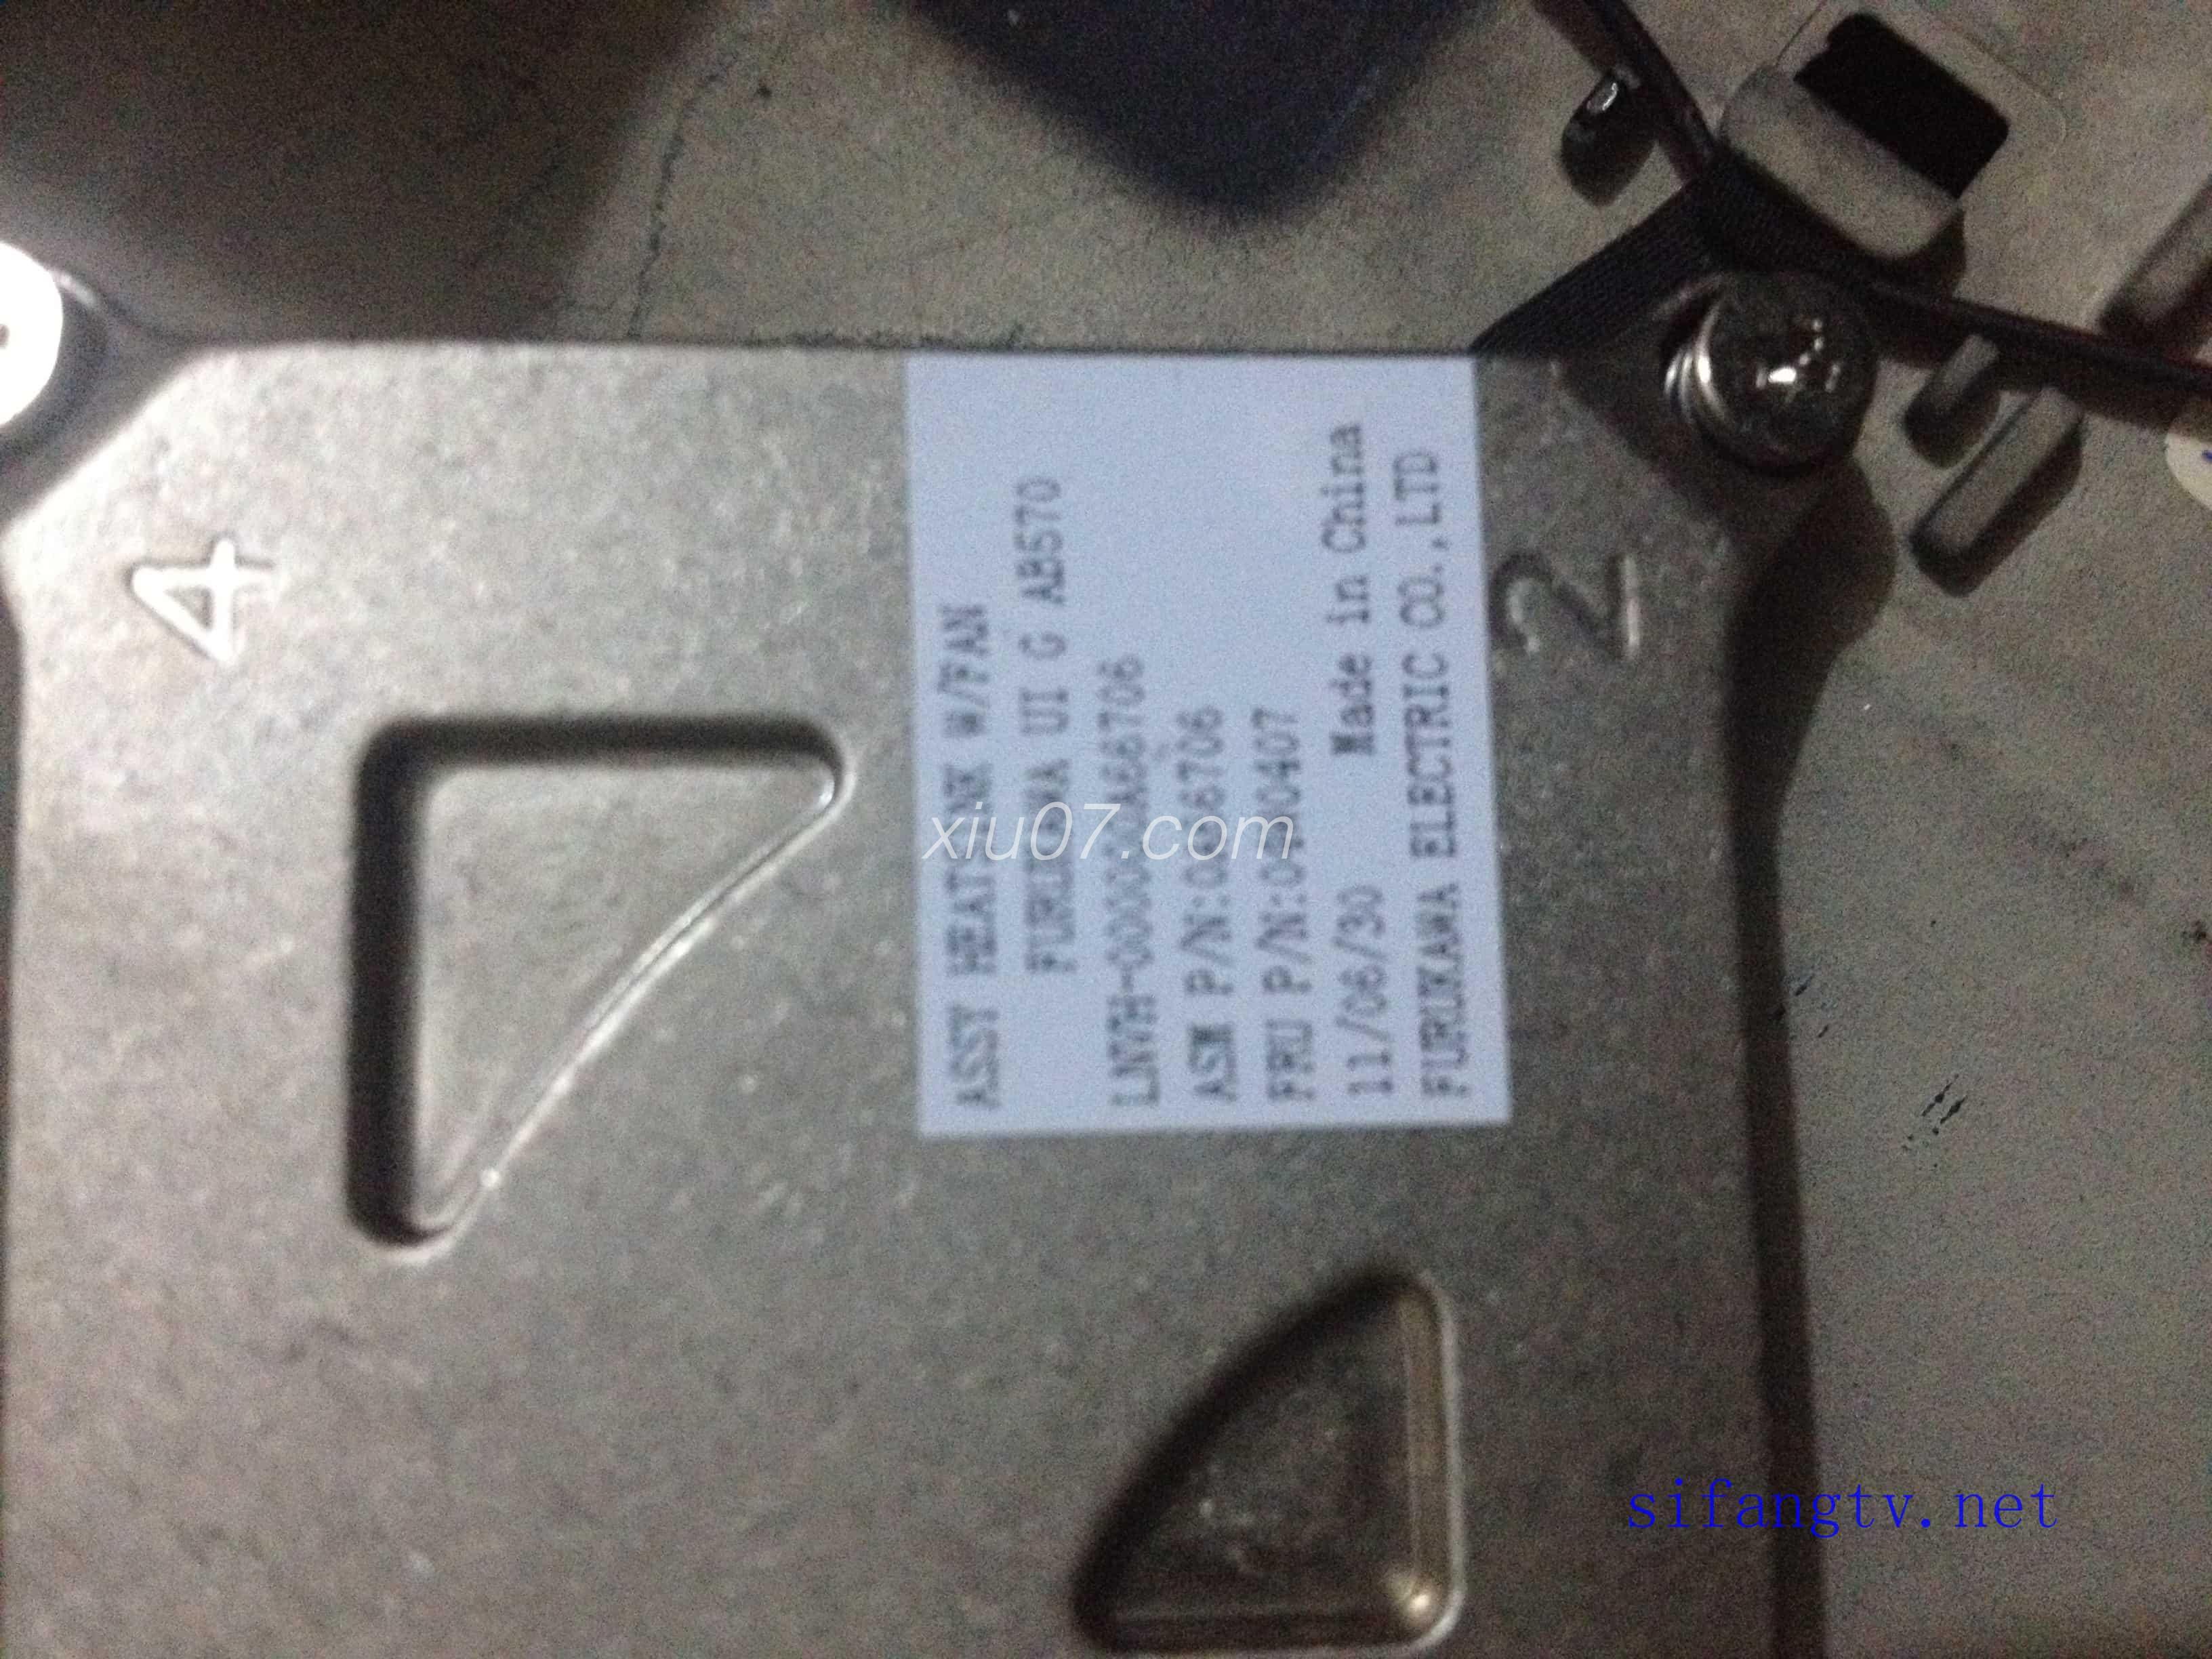 ASSY HEATSINK W/FAN
FURUKAWA UI G AB570
ASM P/N:
FRU P/N:
11/06/30 Made in China
FURUKAWA ELECTRIC CO.,LTD
4
2
xiu07.com
sifangtv.net